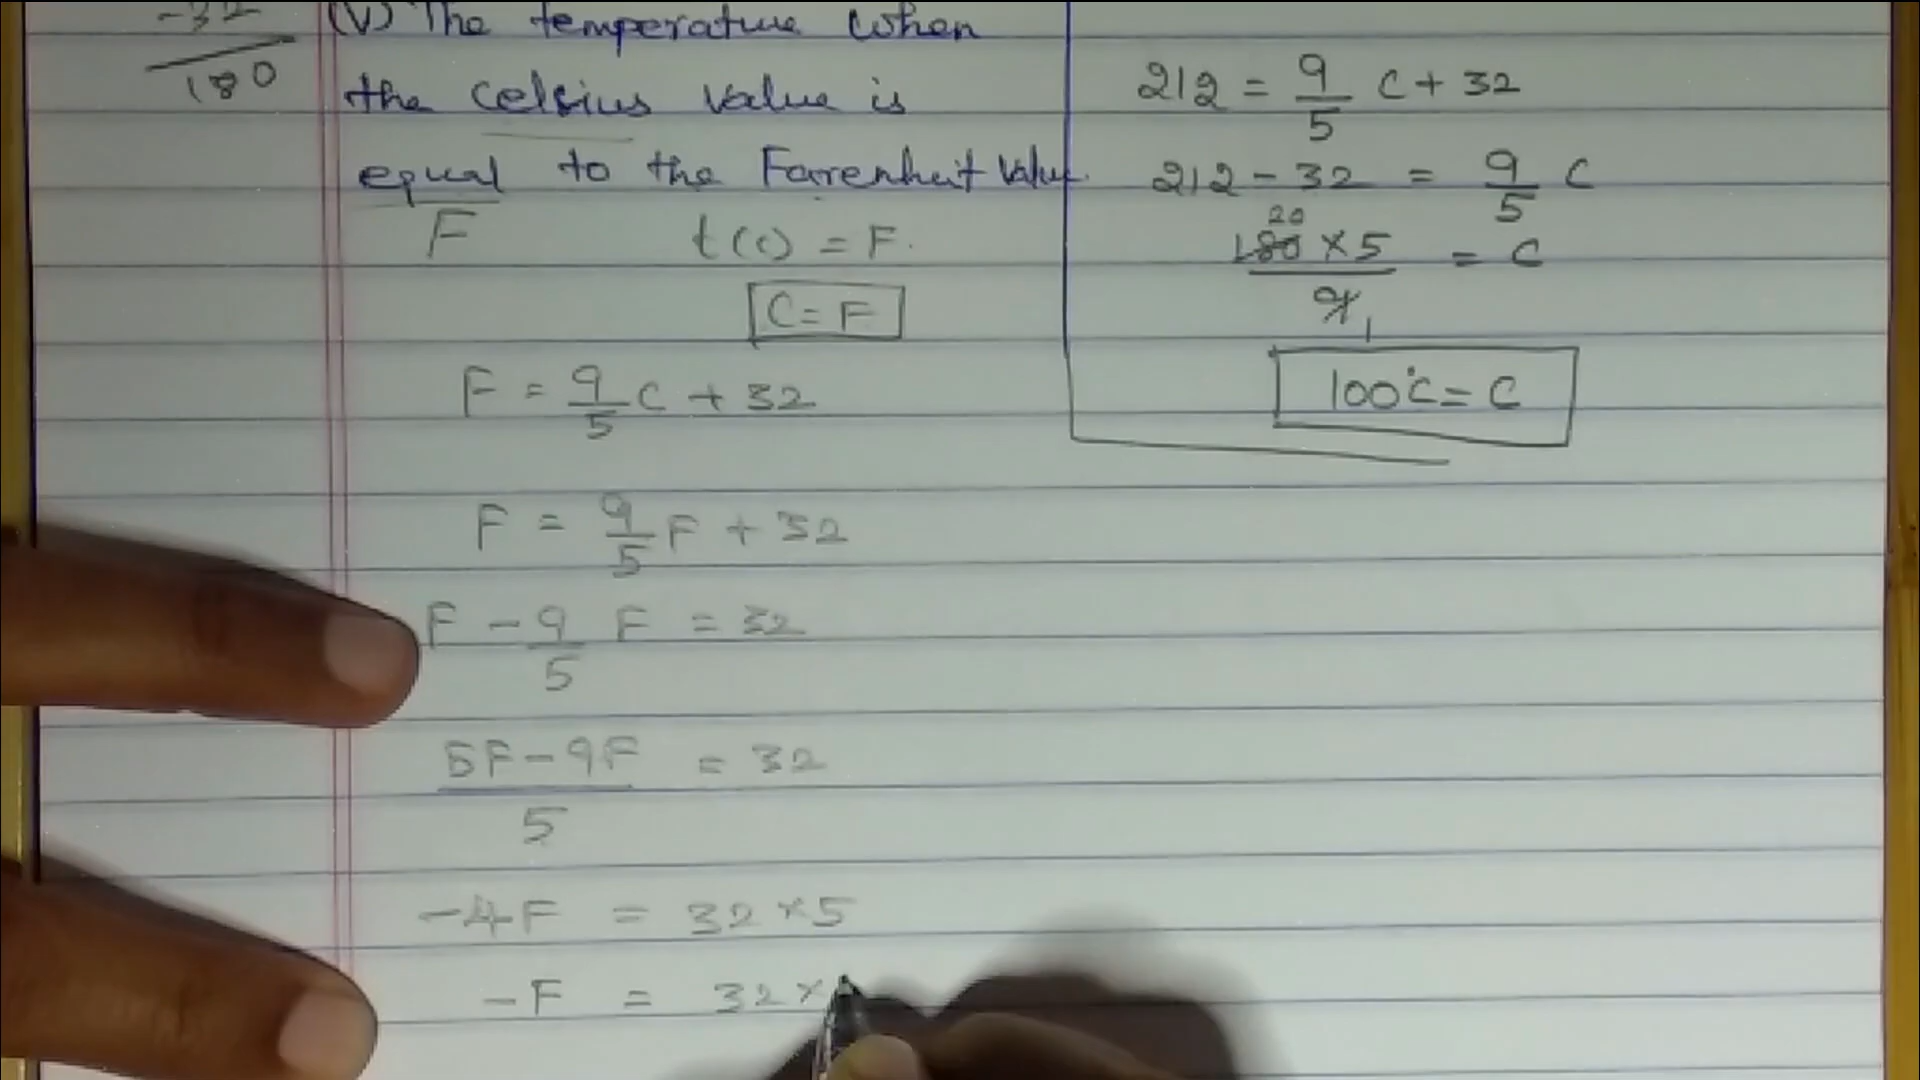 -32
180
(V) The temperature when
the celsius value is
equal to the Farenheit value.
F t(c) = F.
C = F
F = 9/5 C + 32
F = 9/5 F + 32
F - 9/5 F = 32
5F - 9F / 5 = 32
-4F = 32 × 5
-F = 32 ×
212 = 9/5 C + 32
212 - 32 = 9/5 C
20
180 × 5 / 9 1 = C
100°C = C